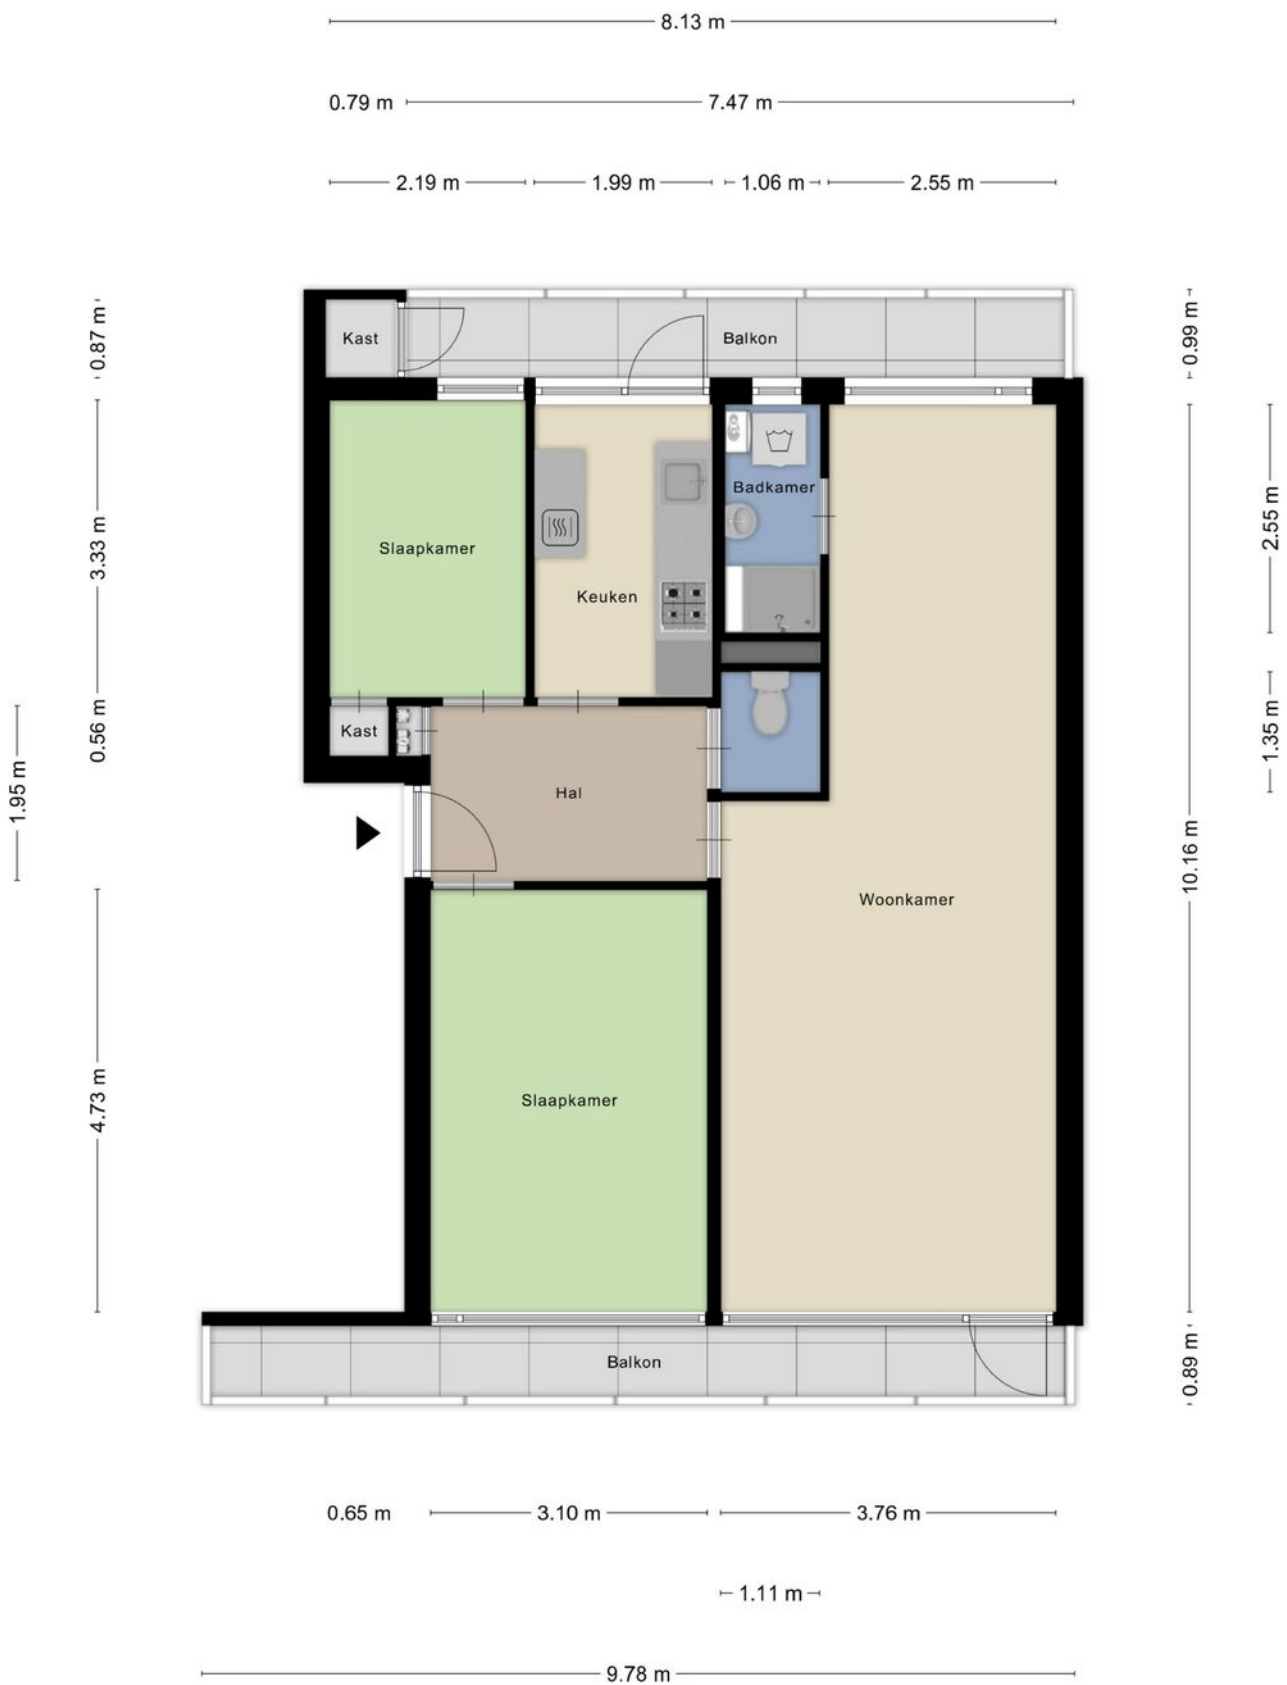 8.13 m
0.79 m
7.47 m
2.19 m
1.99 m
1.06 m
2.55 m
0.87 m
0.99 m
Kast
Balkon
3.33 m
2.55 m
Badkamer
Slaapkamer
Keuken
0.56 m
1.35 m
Kast
1.95 m
Hal
10.16 m
Woonkamer
4.73 m
Slaapkamer
0.89 m
Balkon
0.65 m
3.10 m
3.76 m
1.11 m
9.78 m